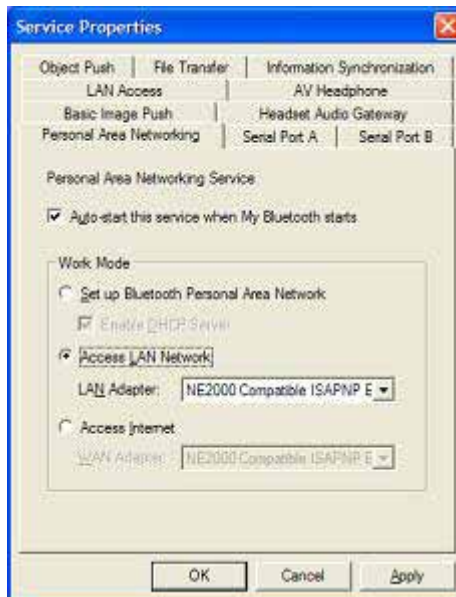 Service Properties
Object Push File Transfer Information Synchronization
LAN Access AV Headphone
Basic Image Push Headset Audio Gateway
Personal Area Networking Serial Port A Serial Port B
Personal Area Networking Service
Auto-start this service when My Bluetooth starts
Work Mode
Set up Bluetooth Personal Area Network
Enable DHCP Server
Access LAN Network
LAN Adapter: NE2000 Compatible ISAPNP E
Access Internet
WAN Adapter: NE2000 Compatible ISAPNP E
OK Cancel Apply